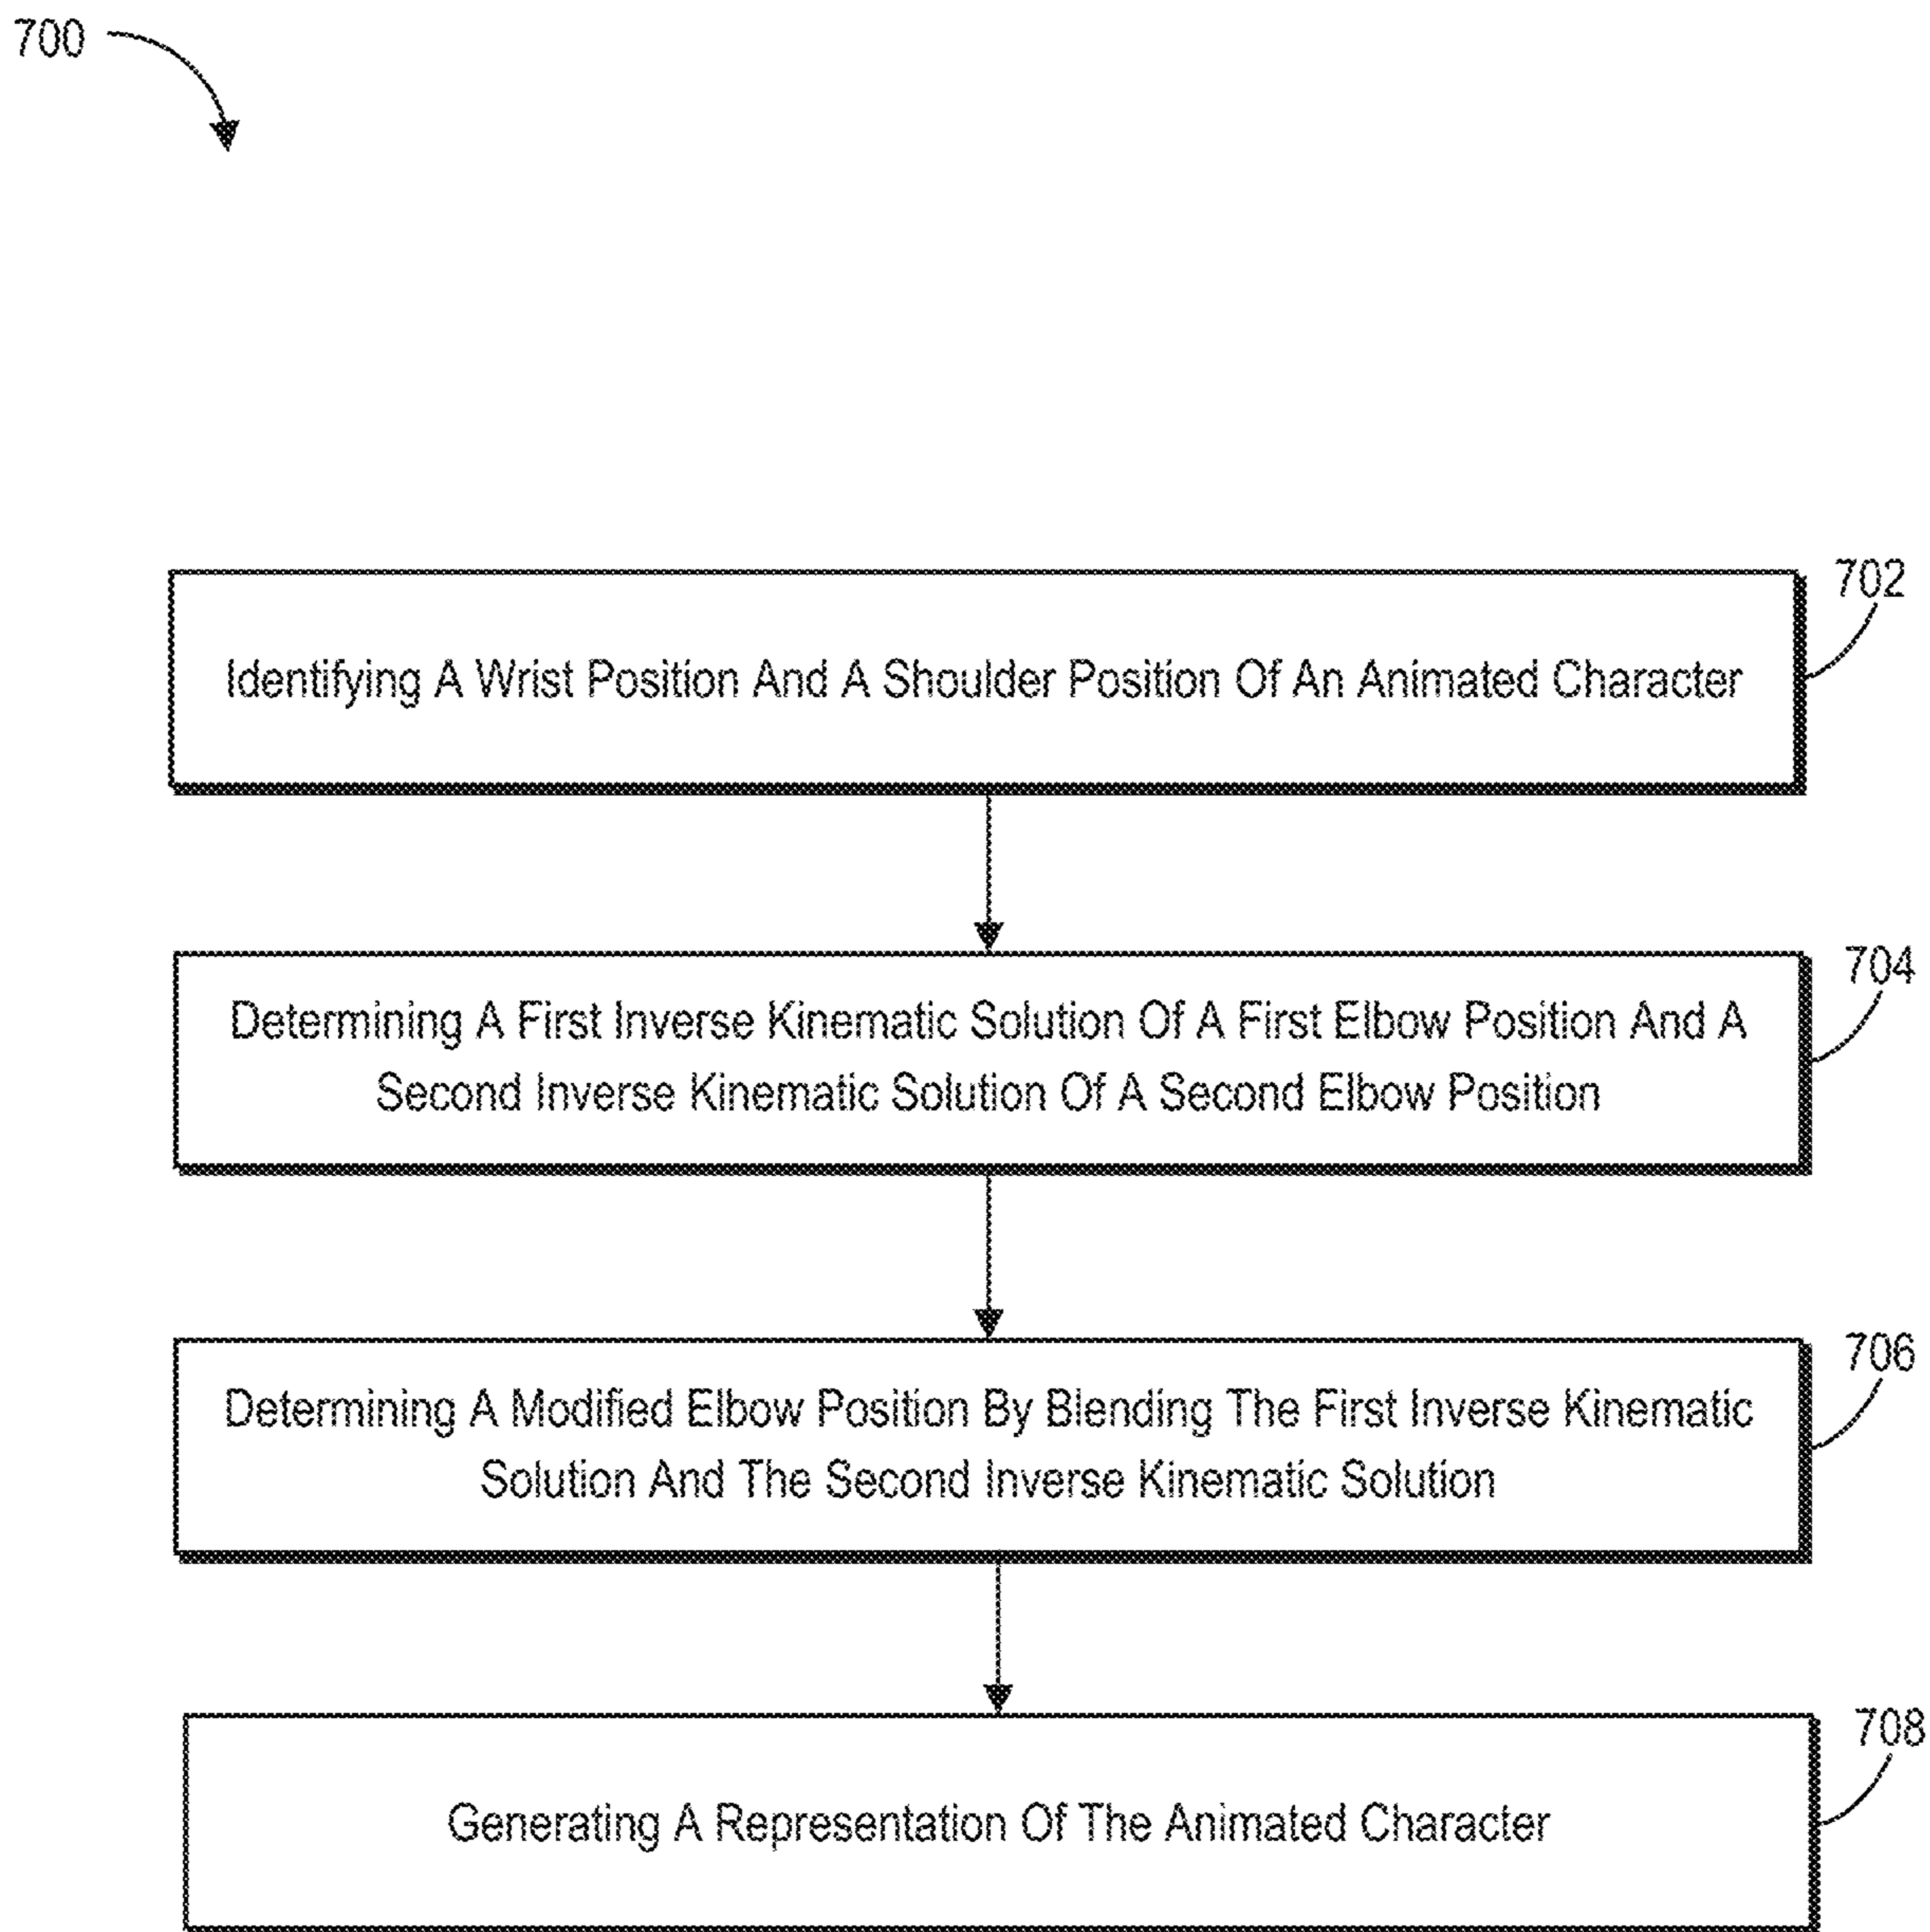 700
702
Identifying A Wrist Position And A Shoulder Position Of An Animated Character
704
Determining A First Inverse Kinematic Solution Of A First Elbow Position And A
Second Inverse Kinematic Solution Of A Second Elbow Position
706
Determining A Modified Elbow Position By Blending The First Inverse Kinematic
Solution And The Second Inverse Kinematic Solution
708
Generating A Representation Of The Animated Character